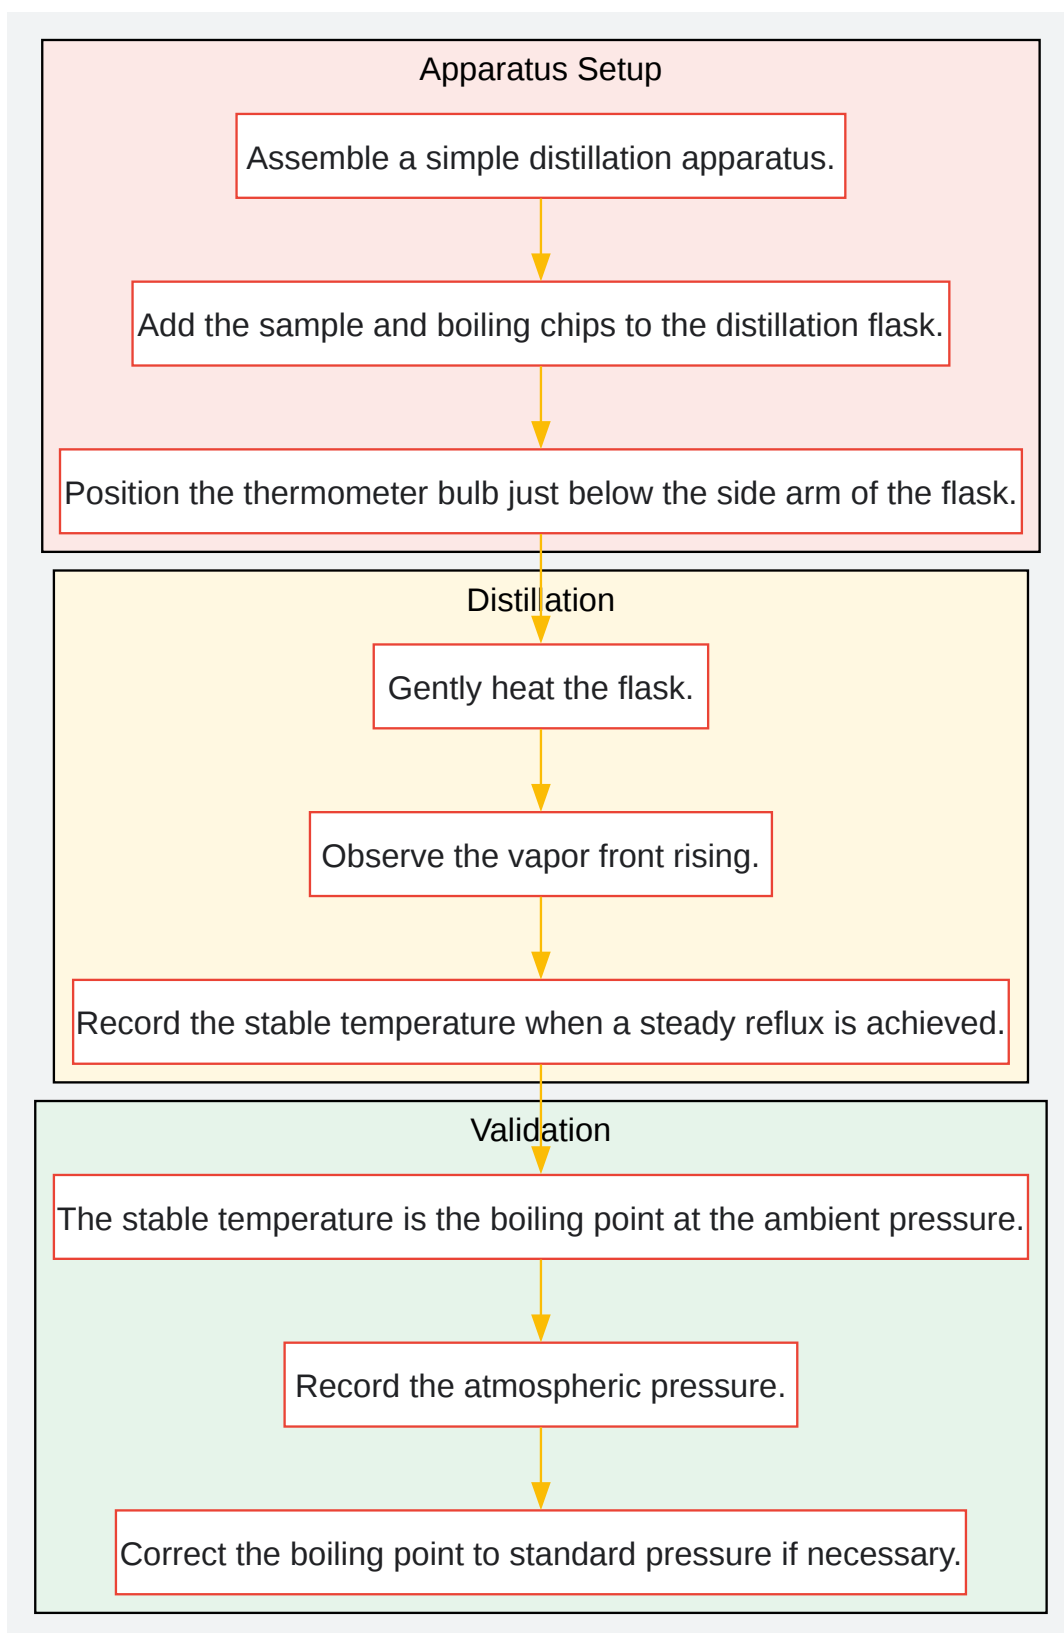 Apparatus Setup
Assemble a simple distillation apparatus.
Add the sample and boiling chips to the distillation flask.
Position the thermometer bulb just below the side arm of the flask.
Distillation
Gently heat the flask.
Observe the vapor front rising.
Record the stable temperature when a steady reflux is achieved.
Validation
The stable temperature is the boiling point at the ambient pressure.
Record the atmospheric pressure.
Correct the boiling point to standard pressure if necessary.